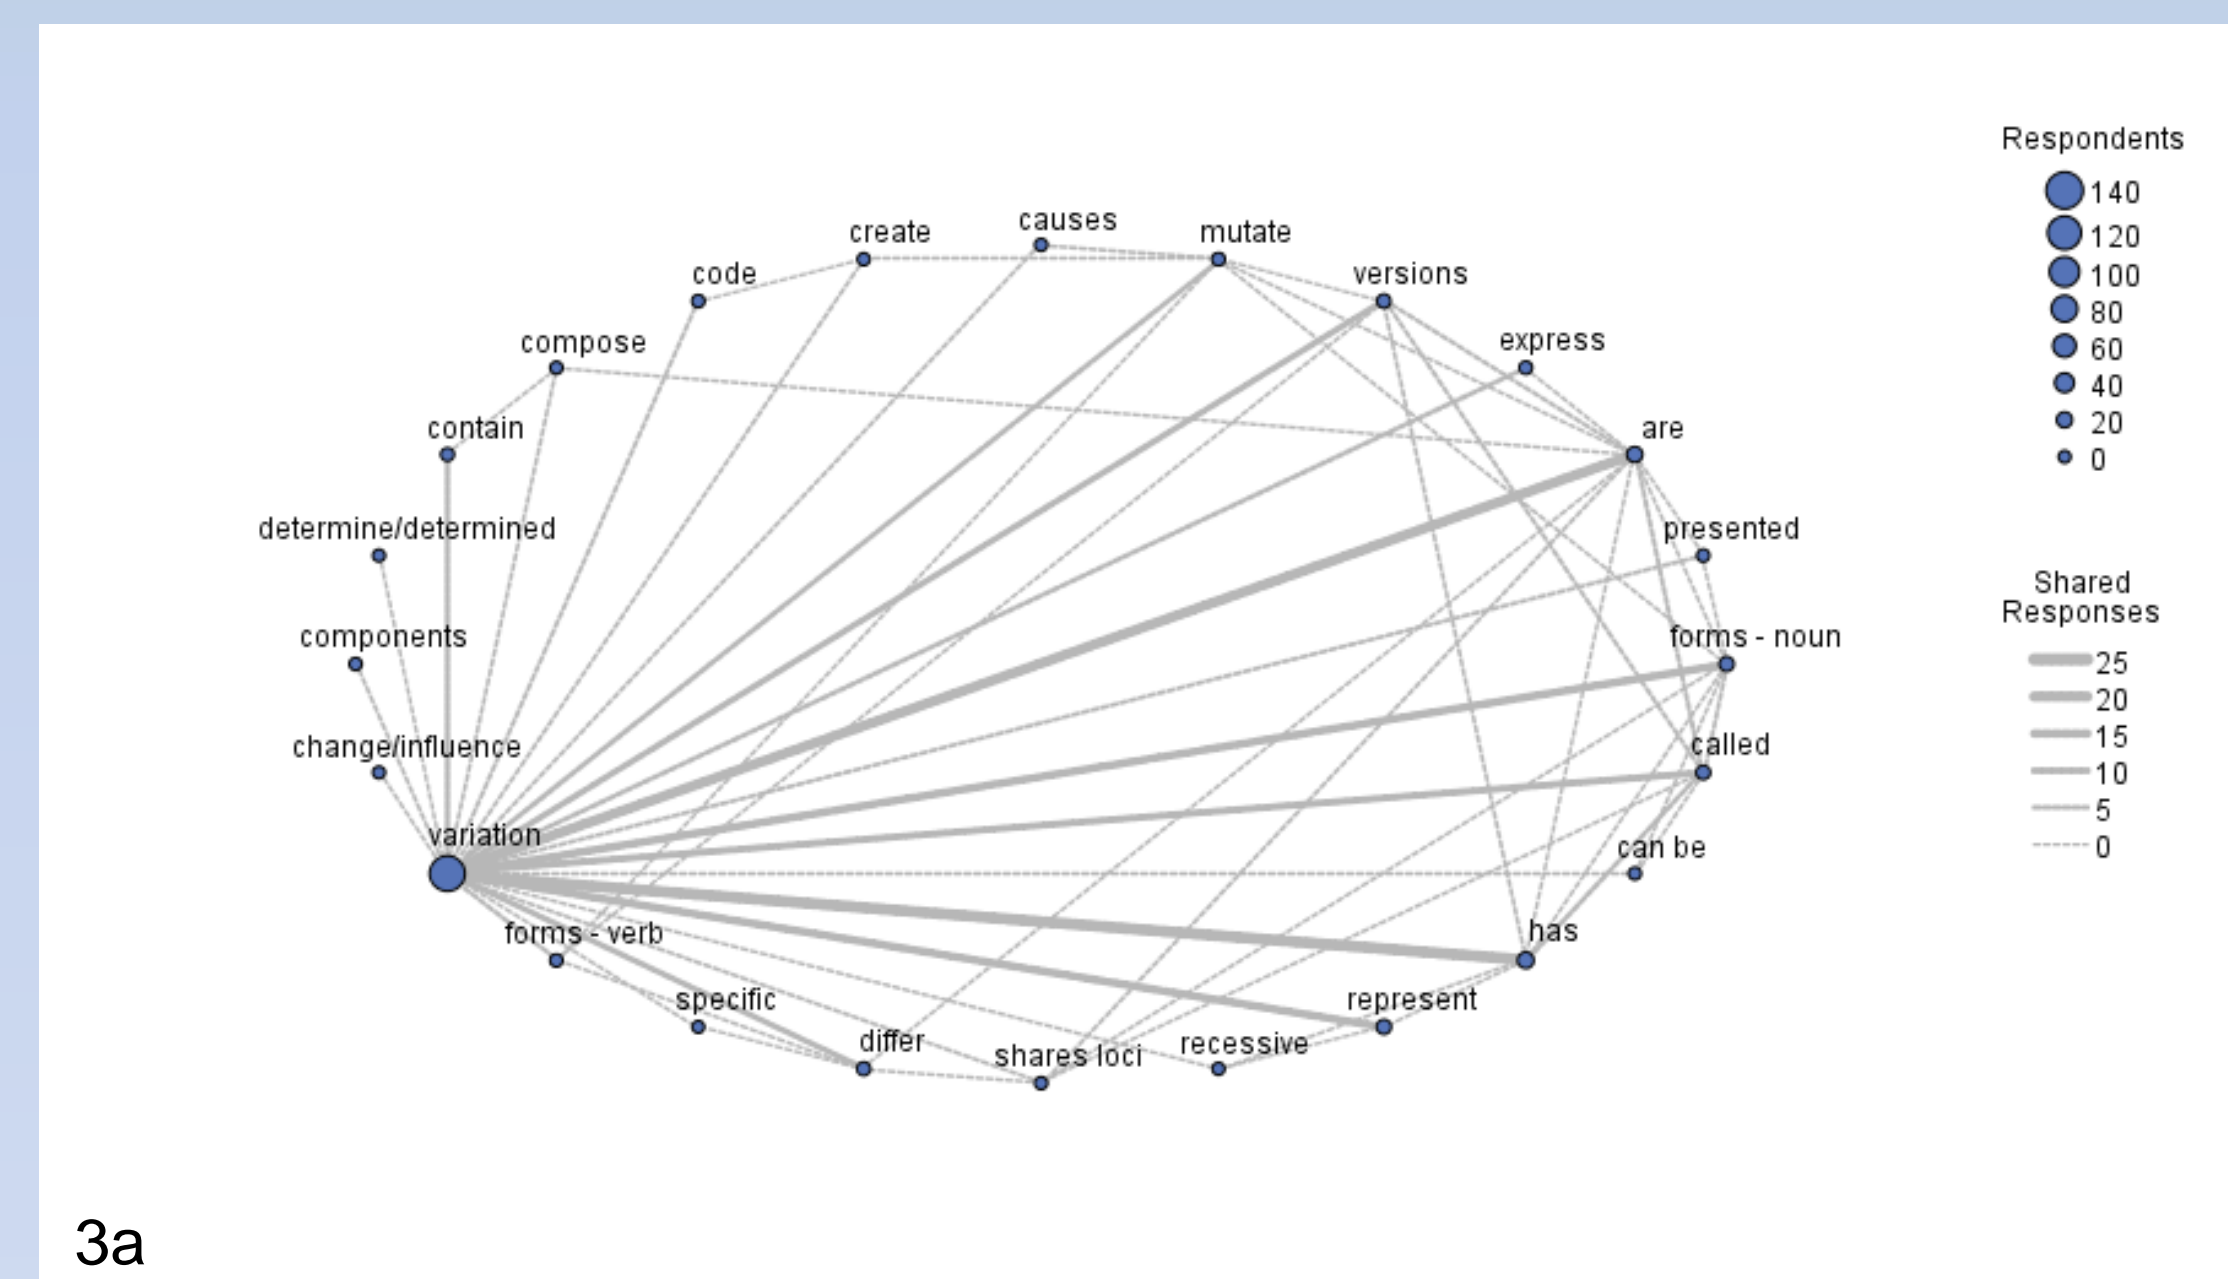 causes
create
mutate
code
versions
compose
express
contain
are
determine/determined
presented
components
forms - noun
change/influence
called
variation
can be
forms - verb
has
specific
represent
differ
shares loci
recessive
Respondents
140
120
100
80
60
40
20
0
Shared
Responses
25
20
15
10
5
0
3a